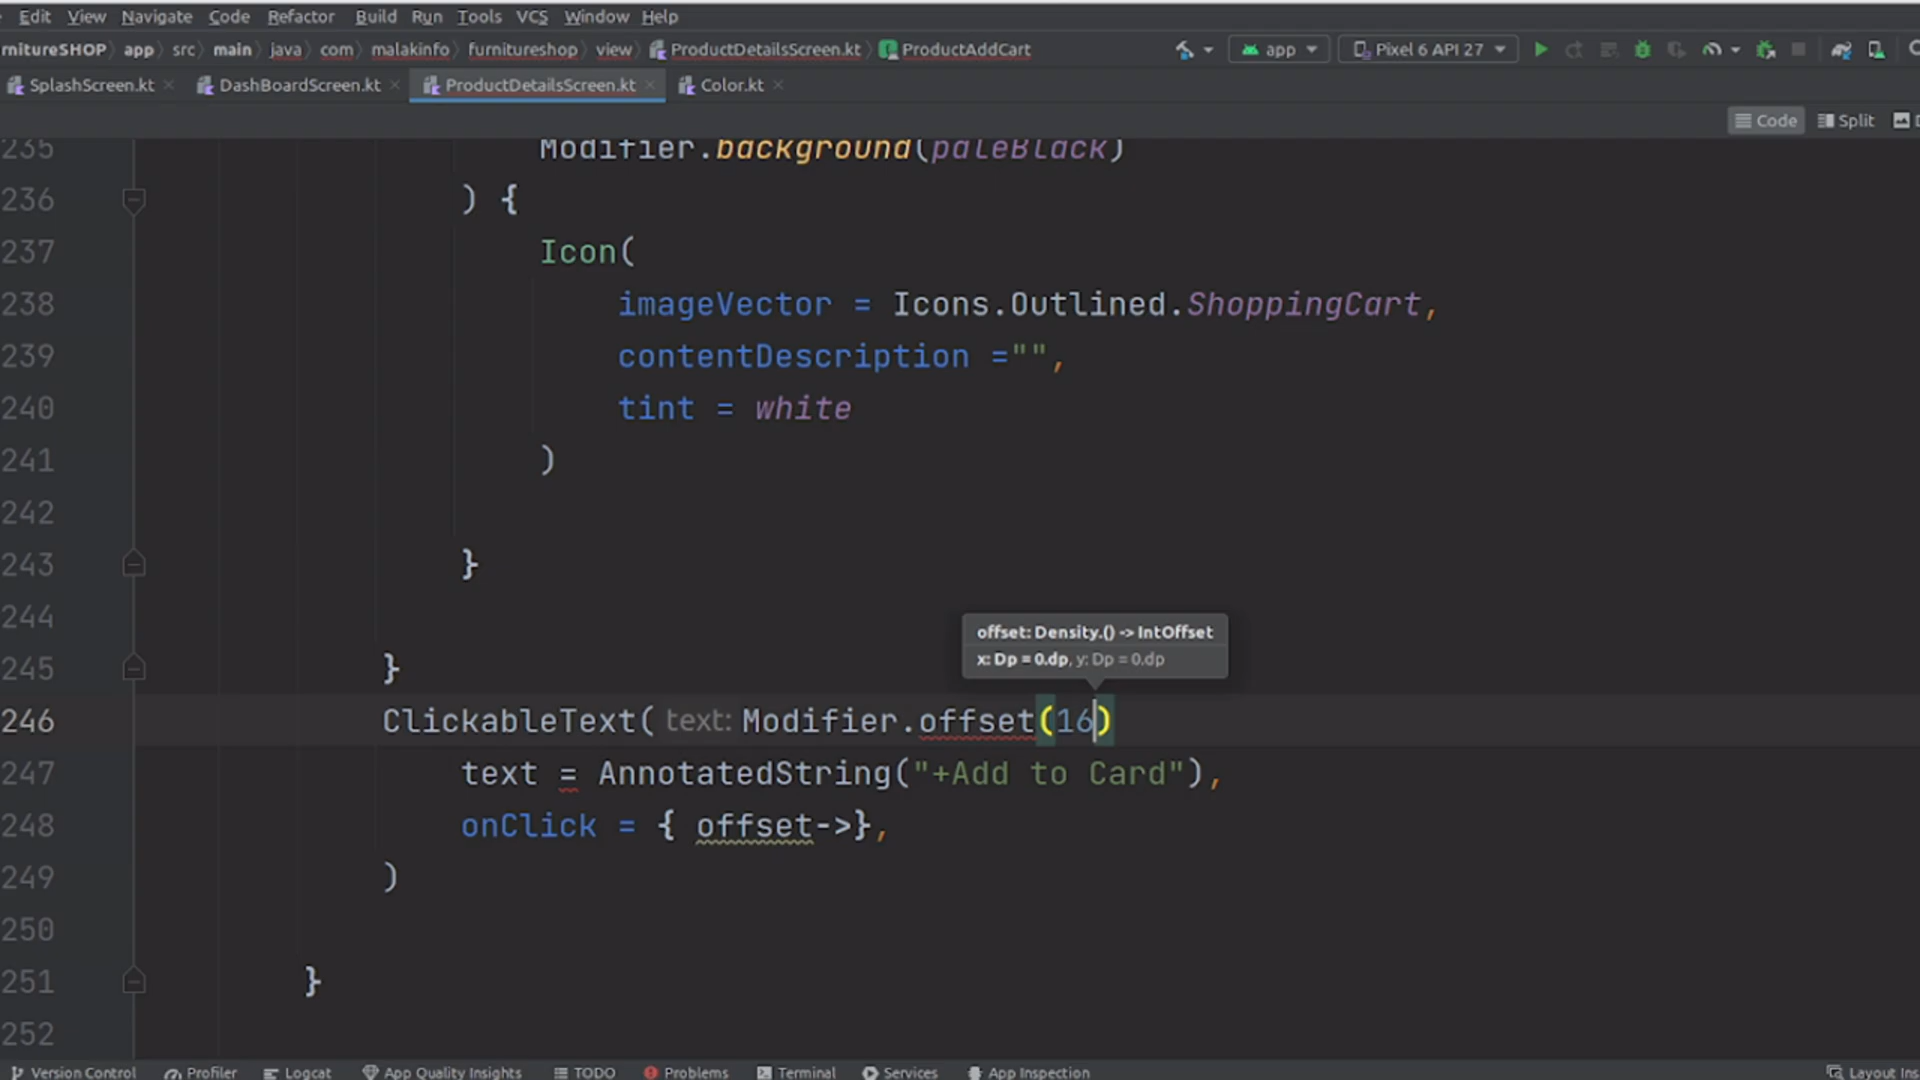 Edit View Navigate Code Refactor Build Run Tools VCS Window Help
rnitureSHOP app src main java com malakinfo furnitureshop view ProductDetailsScreen.kt ProductAddCart app Pixel 6 API 27
SplashScreen.kt DashBoardScreen.kt ProductDetailsScreen.kt Color.kt
Code Split
235 Modifier.background(paleBlack)
236 ) {
237 Icon(
238 imageVector = Icons.Outlined.ShoppingCart,
239 contentDescription ="",
240 tint = white
241 )
242
243 }
244
offset: Density.() -> IntOffset
x: Dp = 0.dp, y: Dp = 0.dp
245 }
246 ClickableText( text: Modifier.offset(16)
247 text = AnnotatedString("+Add to Card"),
248 onClick = { offset->},
249 )
250
251 }
252
Version Control Profiler Logcat App Quality Insights TODO Problems Terminal Services App Inspection Layout Ins